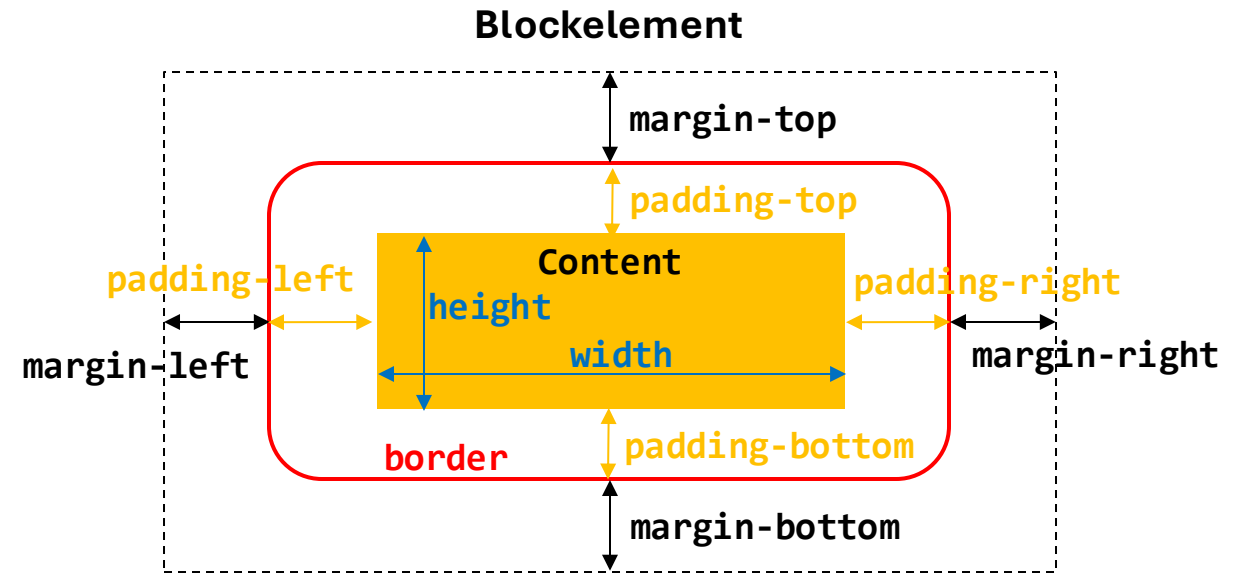 Blockelement
margin-top
padding-top
Content
padding-left
padding-right
height
width
margin-left
margin-right
padding-bottom
border
margin-bottom